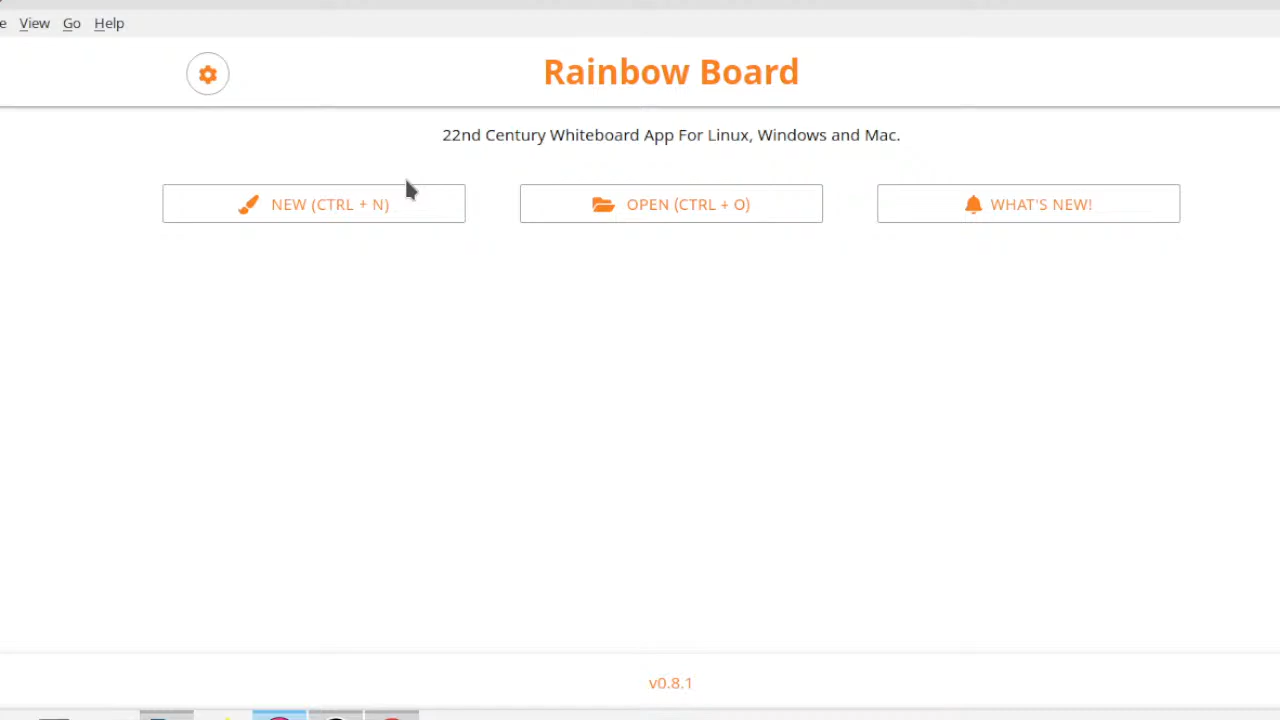 View Go Help
Rainbow Board
22nd Century Whiteboard App For Linux, Windows and Mac.
NEW (CTRL + N) OPEN (CTRL + O) WHAT'S NEW!
v0.8.1